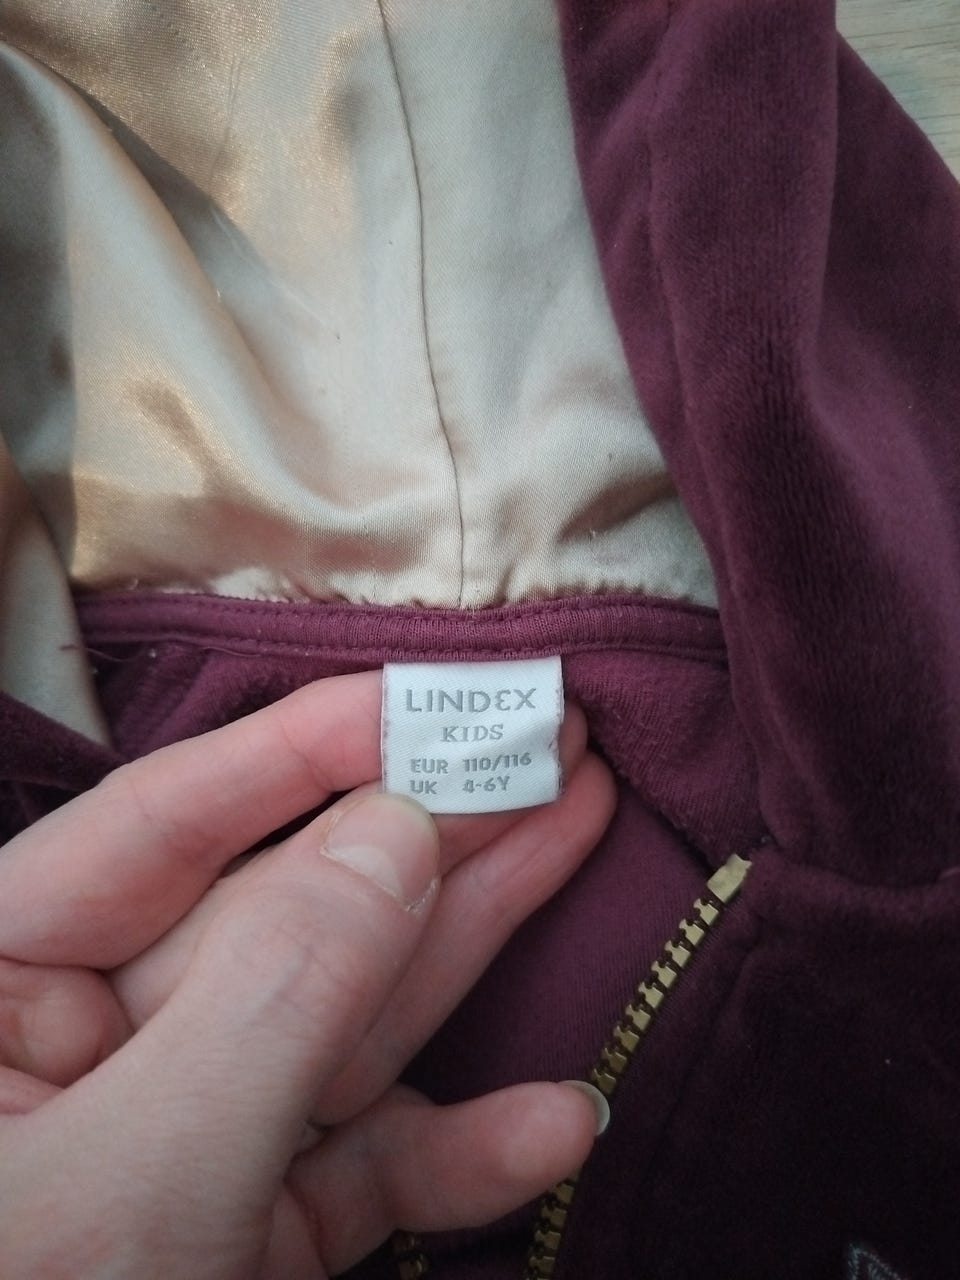 LINDEX
KIDS
EUR 110/116
UK 4-6Y